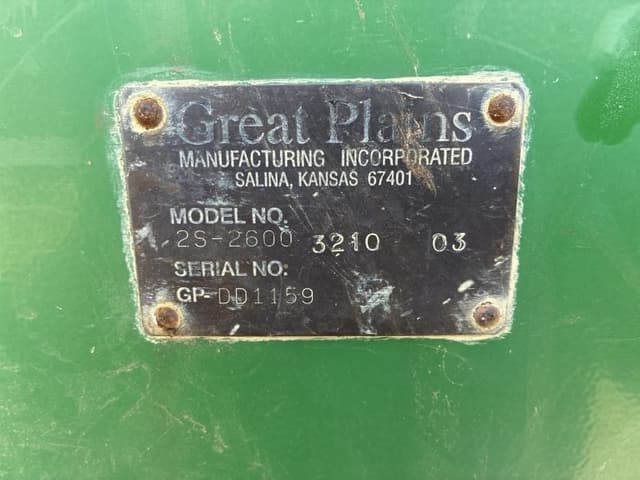 Great Plains
MANUFACTURING INCORPORATED
SALINA, KANSAS 67401
MODEL NO.
2S-2600 3210 03
SERIAL NO:
GP-DD1159